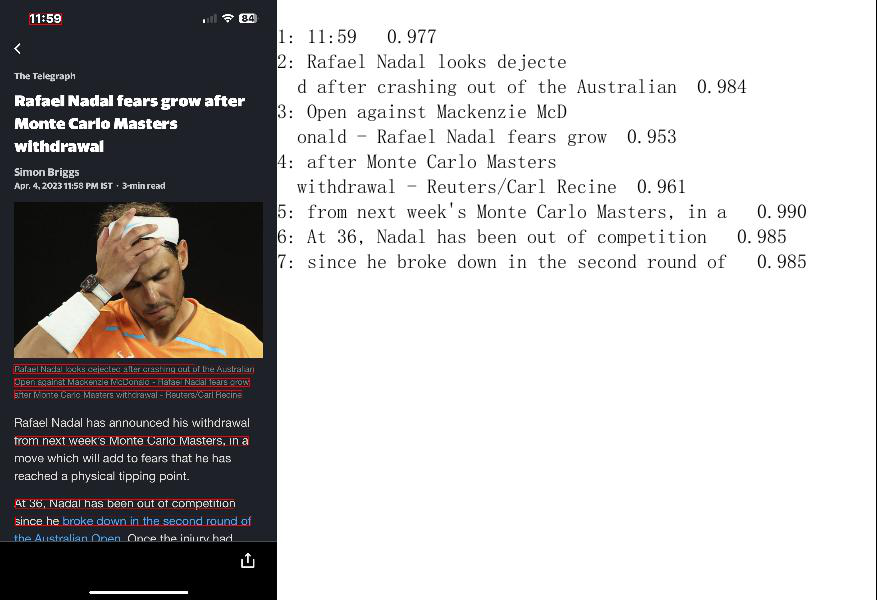 11:59
84
The Telegraph
Rafael Nadal fears grow after
Monte Carlo Masters
withdrawal
Simon Briggs
Apr. 4, 2023 11:58 PM IST · 3-min read
Rafael Nadal looks dejected after crashing out of the Australian
Open against Mackenzie McDonald - Rafael Nadal fears grow
after Monte Carlo Masters withdrawal - Reuters/Carl Recine
Rafael Nadal has announced his withdrawal
from next week's Monte Carlo Masters, in a
move which will add to fears that he has
reached a physical tipping point.
At 36, Nadal has been out of competition
since he broke down in the second round of
the Australian Open. Once the injury had
1: 11:59 0.977
2: Rafael Nadal looks dejecte
d after crashing out of the Australian 0.984
3: Open against Mackenzie McD
onald - Rafael Nadal fears grow 0.953
4: after Monte Carlo Masters
withdrawal - Reuters/Carl Recine 0.961
5: from next week's Monte Carlo Masters, in a 0.990
6: At 36, Nadal has been out of competition 0.985
7: since he broke down in the second round of 0.985